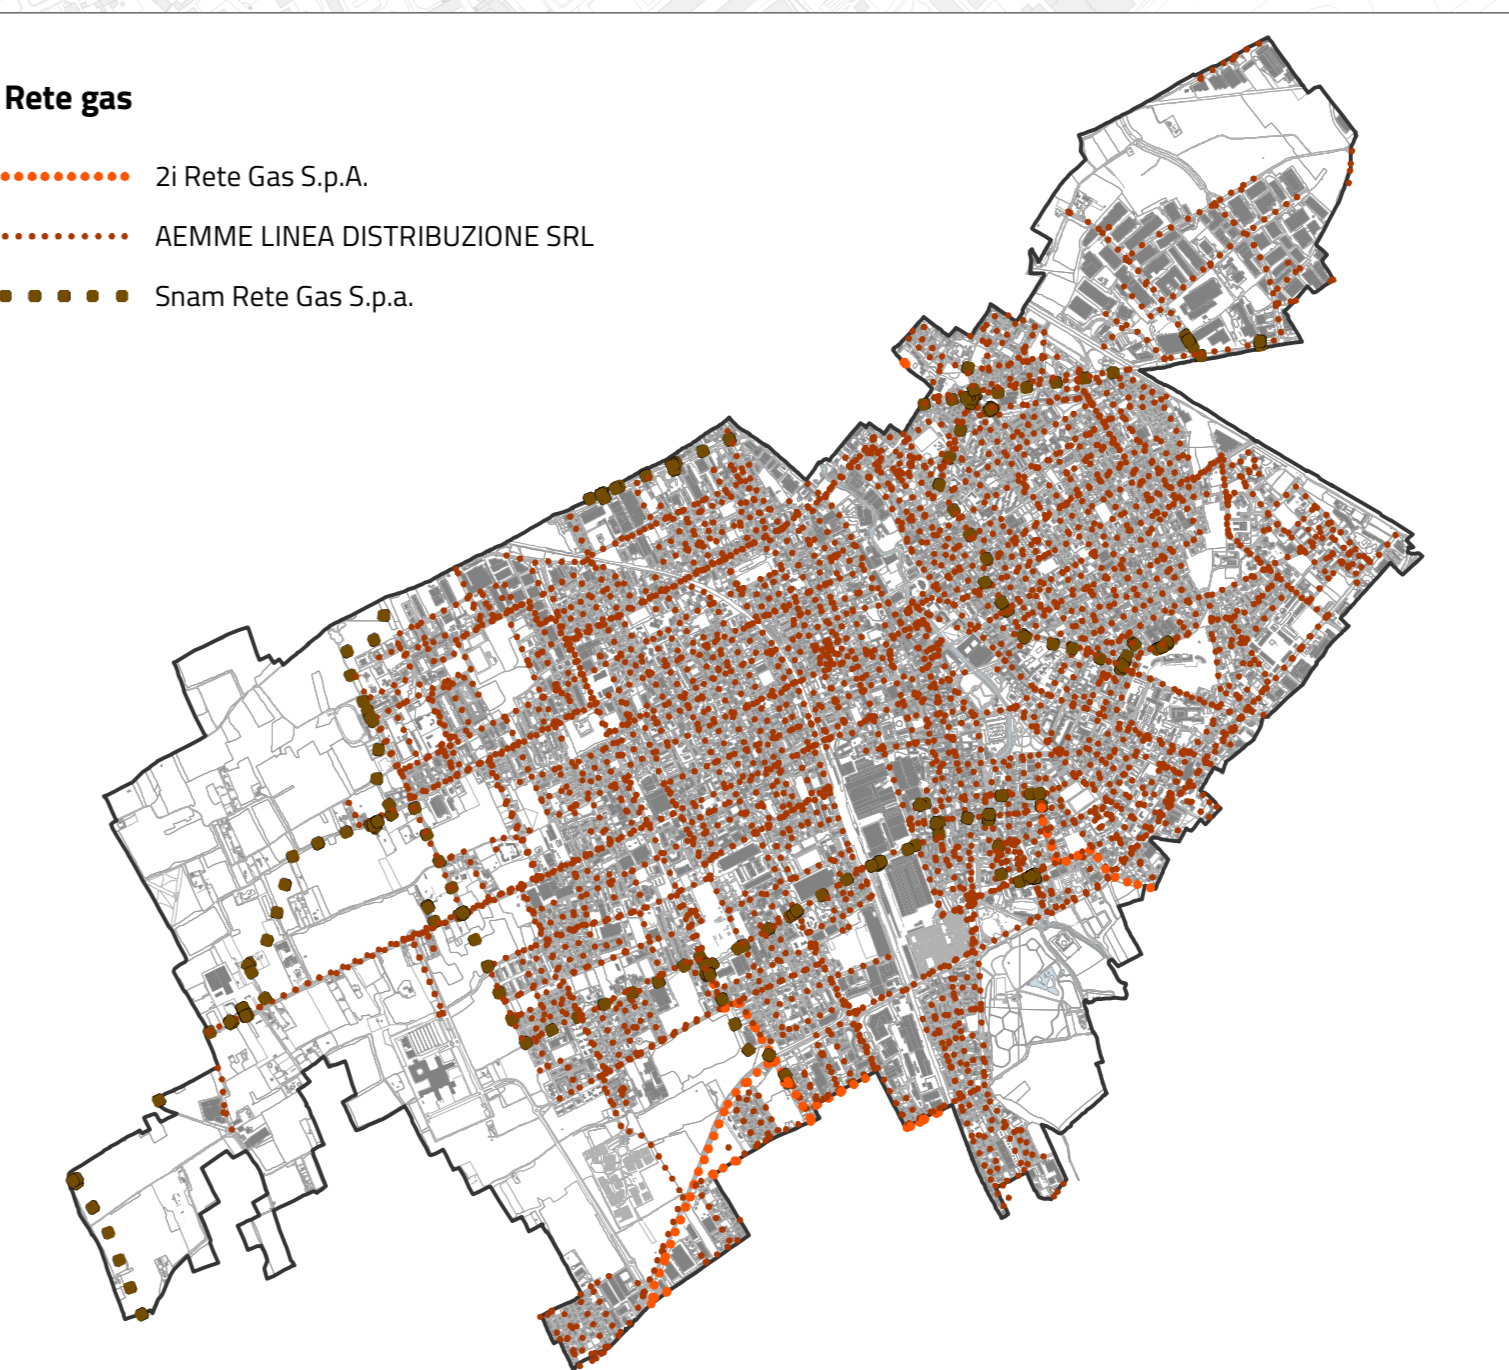 Rete gas
2i Rete Gas S.p.A.
AEMME LINEA DISTRIBUZIONE SRL
Snam Rete Gas S.p.a.